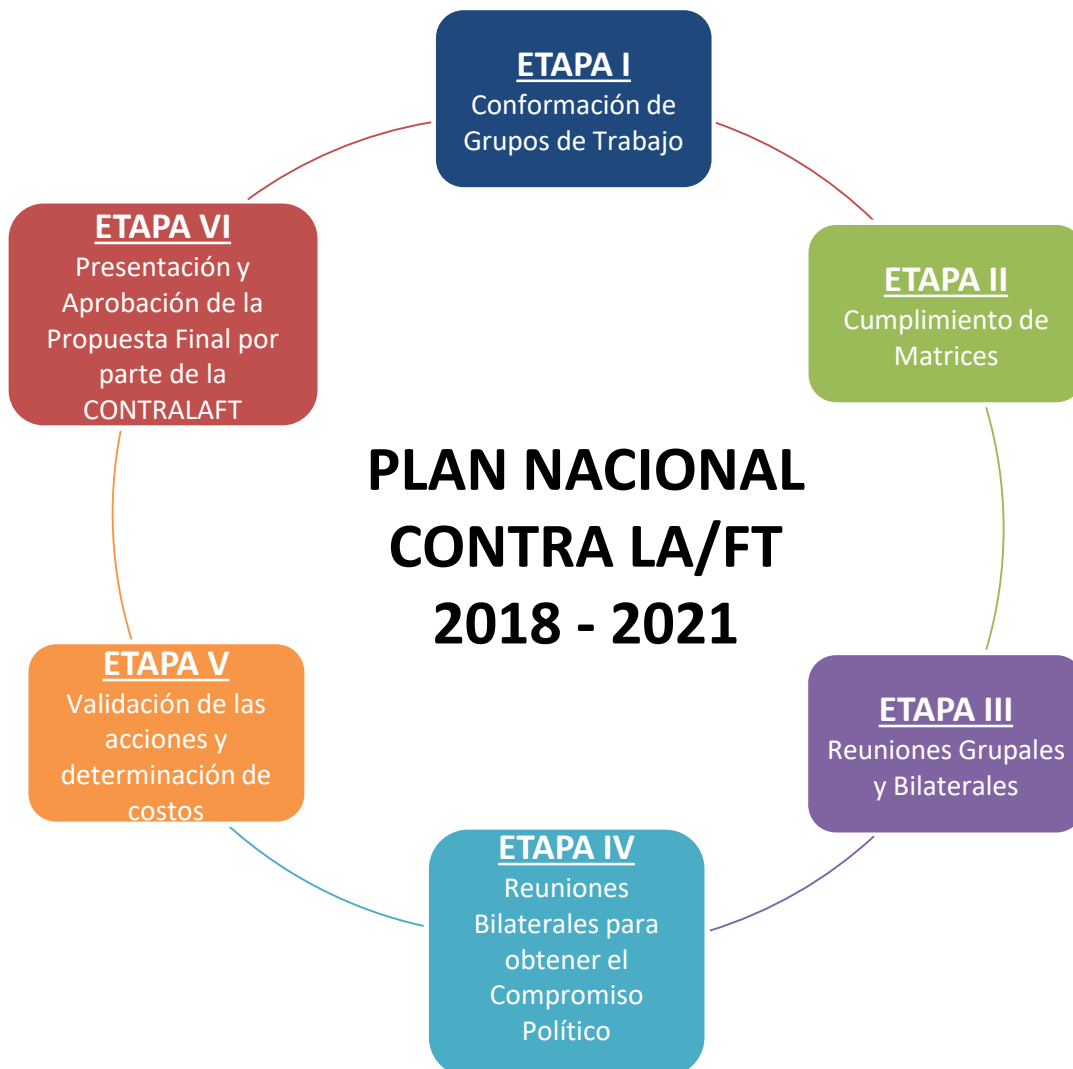 ETAPA I
Conformación de
Grupos de Trabajo
ETAPA II
Cumplimiento de
Matrices
ETAPA III
Reuniones Grupales
y Bilaterales
ETAPA IV
Reuniones
Bilaterales para
obtener el
Compromiso
Político
ETAPA V
Validación de las
acciones y
determinación de
costos
ETAPA VI
Presentación y
Aprobación de la
Propuesta Final por
parte de la
CONTRALAFT
PLAN NACIONAL
CONTRA LA/FT
2018 - 2021